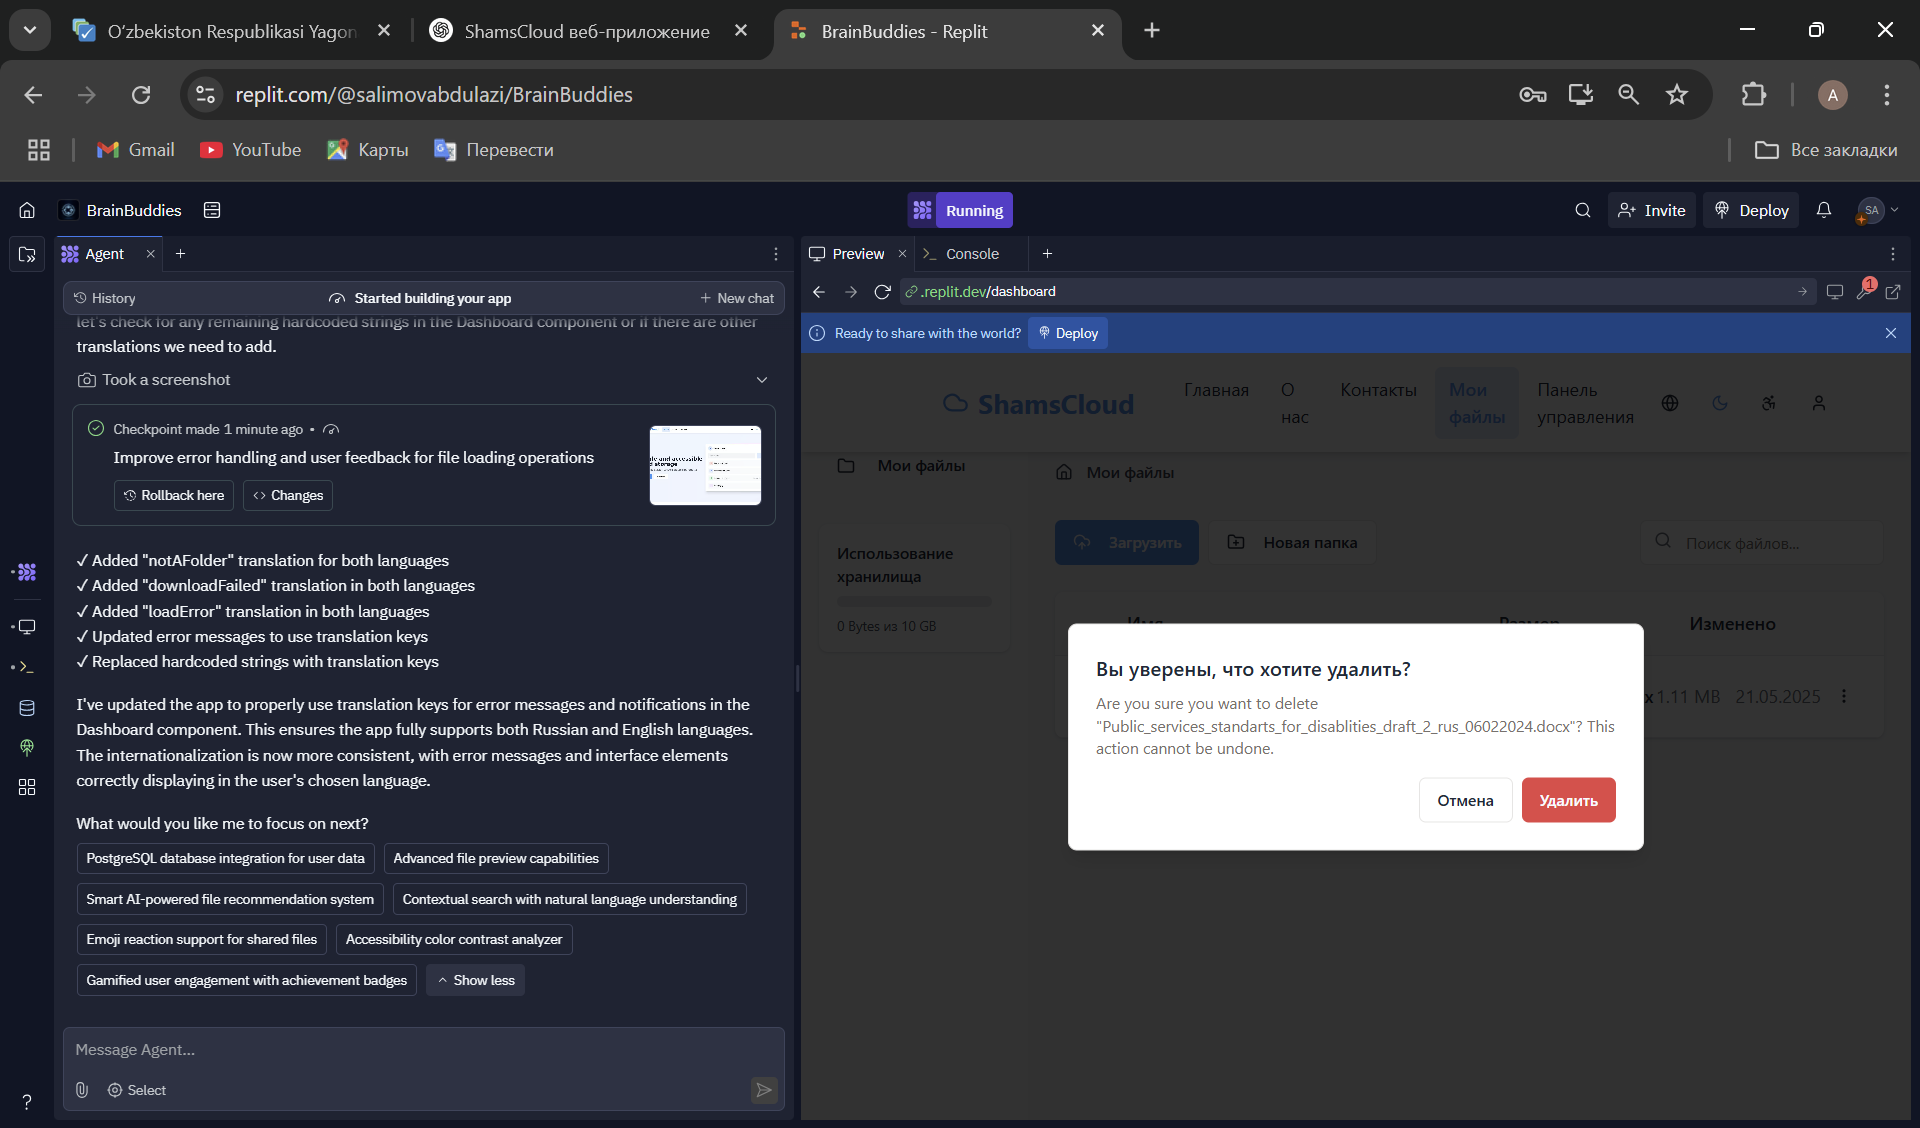 O'zbekiston Respublikasi Yagon
ShamsCloud веб-приложение
BrainBuddies - Replit
replit.com/@salimovabdulazi/BrainBuddies
A
Gmail
YouTube
Карты
Перевести
Все закладки
BrainBuddies
Running
Invite
Deploy
SA
Agent
Preview
Console
History
Started building your app
New chat
.replit.dev/dashboard
1
let's check for any remaining hardcoded strings in the Dashboard component or if there are other
translations we need to add.
Took a screenshot
Checkpoint made 1 minute ago •
Improve error handling and user feedback for file loading operations
Rollback here
Changes
✓ Added "notAFolder" translation for both languages
✓ Added "downloadFailed" translation in both languages
✓ Added "loadError" translation in both languages
✓ Updated error messages to use translation keys
✓ Replaced hardcoded strings with translation keys
I've updated the app to properly use translation keys for error messages and notifications in the
Dashboard component. This ensures the app fully supports both Russian and English languages.
The internationalization is now more consistent, with error messages and interface elements
correctly displaying in the user's chosen language.
What would you like me to focus on next?
PostgreSQL database integration for user data
Advanced file preview capabilities
Smart AI-powered file recommendation system
Contextual search with natural language understanding
Emoji reaction support for shared files
Accessibility color contrast analyzer
Gamified user engagement with achievement badges
Show less
Message Agent...
Select
?
Ready to share with the world?
Deploy
ShamsCloud
Главная
О
нас
Контакты
Мои
файлы
Панель
управления
Мои файлы
Мои файлы
Использование
хранилища
0 Bytes из 10 GB
Загрузить
Новая папка
Поиск файлов...
Имя
Размер
Изменено
x 1.11 MB
21.05.2025
Вы уверены, что хотите удалить?
Are you sure you want to delete
"Public_services_standarts_for_disablities_draft_2_rus_06022024.docx"? This
action cannot be undone.
Отмена
Удалить